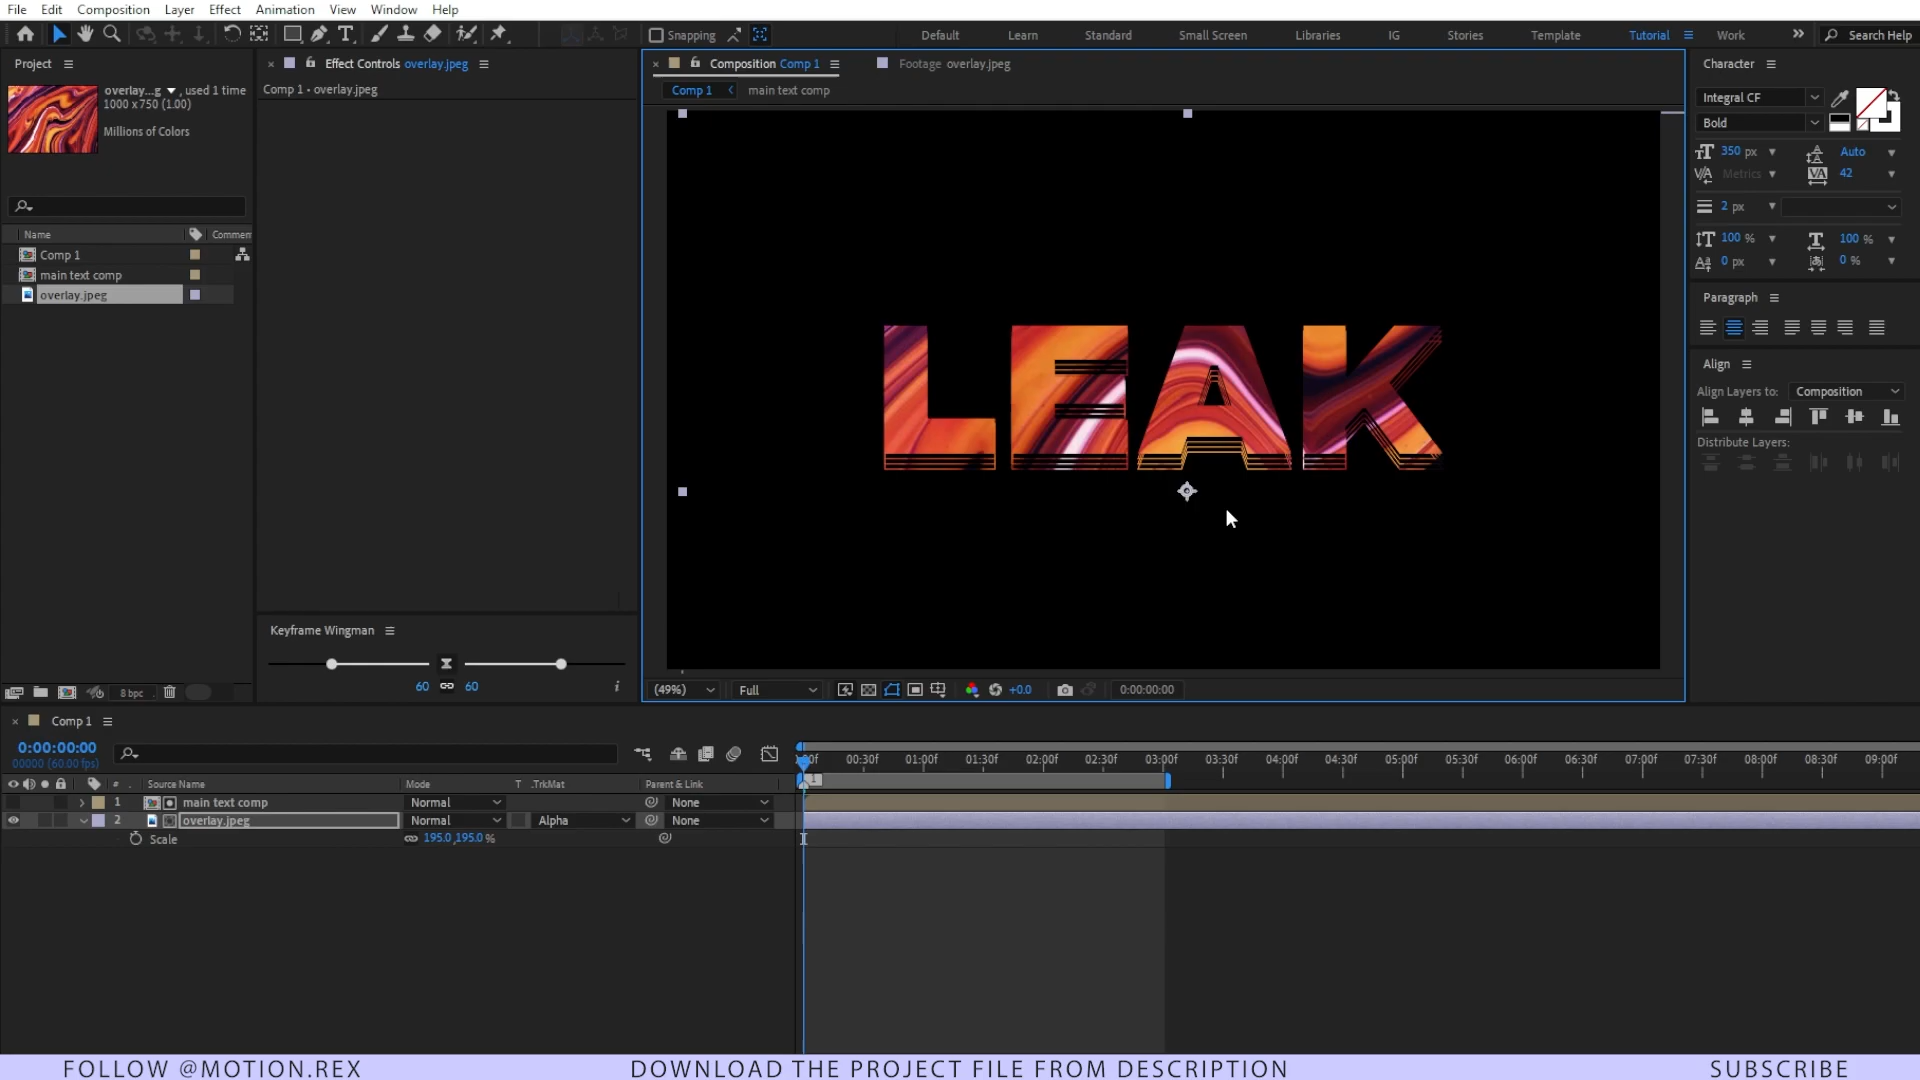 File Edit Composition Layer Effect Animation View Window Help
Snapping Default Learn Standard Small Screen Libraries IG Stories Template Tutorial Work Search Help
Project
overlay...g , used 1 time
1000 x 750 (1.00)
Millions of Colors
Name Comment
Comp 1
main text comp
overlay.jpeg
8 bpc
Effect Controls overlay.jpeg
Comp 1 • overlay.jpeg
Keyframe Wingman
60 60
Composition Comp 1 Footage overlay.jpeg
Comp 1 main text comp
LEAK
(49%) Full +0.0 0:00:00:00
Character
Integral CF
Bold
350 px Auto
Metrics 42
2 px
100 % 100 %
0 px 0 %
Paragraph
Align
Align Layers to: Composition
Distribute Layers:
Comp 1
0:00:00:00
00000 (60.00 fps)
# Source Name Mode T .TrkMat Parent & Link
1 main text comp Normal None
2 overlay.jpeg Normal Alpha None
Scale 195.0,195.0 %
00:30f 01:00f 01:30f 02:00f 02:30f 03:00f 03:30f 04:00f 04:30f 05:00f 05:30f 06:00f 06:30f 07:00f 07:30f 08:00f 08:30f 09:00f
1
FOLLOW @MOTION.REX DOWNLOAD THE PROJECT FILE FROM DESCRIPTION SUBSCRIBE